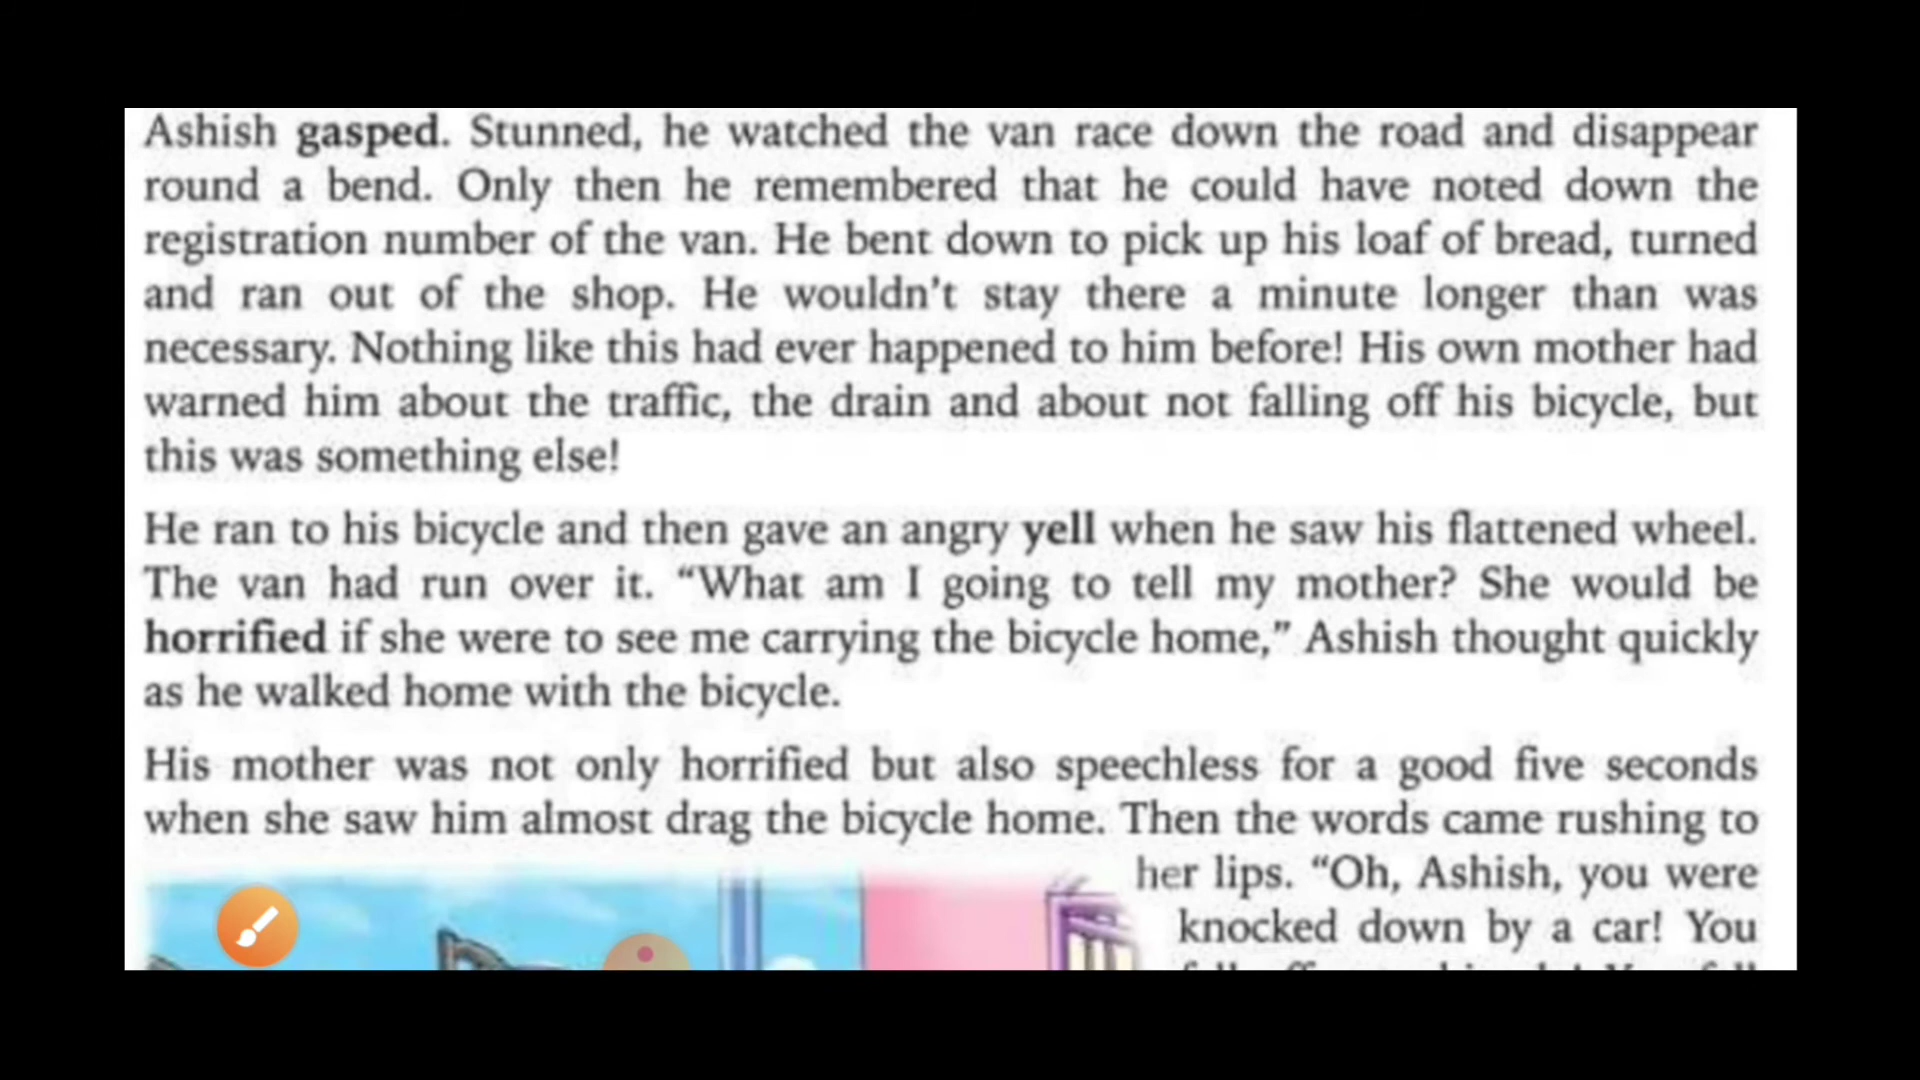 Ashish gasped. Stunned, he watched the van race down the road and disappear
round a bend. Only then he remembered that he could have noted down the
registration number of the van. He bent down to pick up his loaf of bread, turned
and ran out of the shop. He wouldn't stay there a minute longer than was
necessary. Nothing like this had ever happened to him before! His own mother had
warned him about the traffic, the drain and about not falling off his bicycle, but
this was something else!
He ran to his bicycle and then gave an angry yell when he saw his flattened wheel.
The van had run over it. “What am I going to tell my mother? She would be
horrified if she were to see me carrying the bicycle home,” Ashish thought quickly
as he walked home with the bicycle.
His mother was not only horrified but also speechless for a good five seconds
when she saw him almost drag the bicycle home. Then the words came rushing to
her lips. “Oh, Ashish, you were
knocked down by a car! You